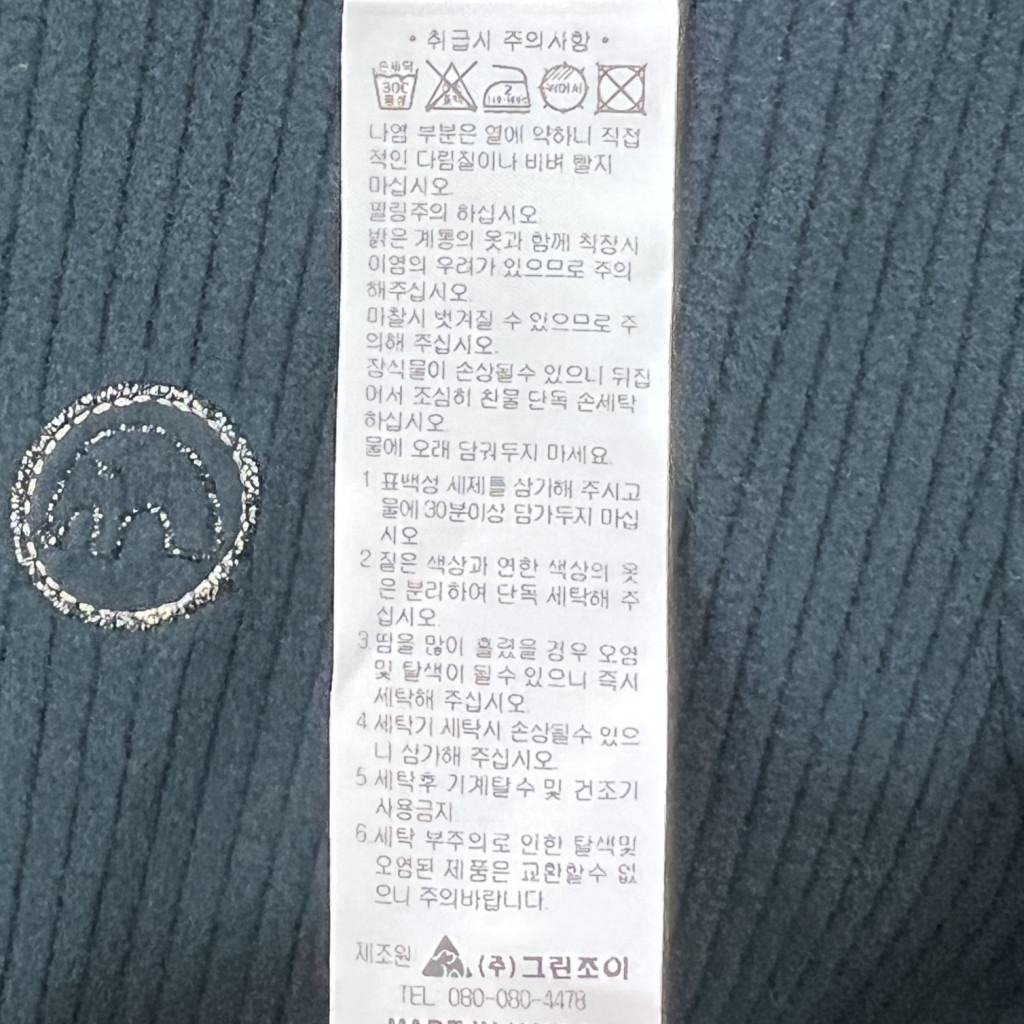 • 취급시 주의사항 •
손세탁
30℃
중성
나염 부분은 열에 약하니 직접
적인 다림질이나 비벼 빨지
마십시오.
필링주의 하십시오.
밝은 계통의 옷과 함께 착장시
이염의 우려가 있으므로 주의
해주십시오.
마찰시 벗겨질 수 있으므로 주
의해 주십시오.
장식물이 손상될수 있으니 뒤집
어서 조심히 찬물 단독 손세탁
하십시오.
물에 오래 담궈두지 마세요.
1 표백성 세제를 삼가해 주시고
물에 30분이상 담가두지 마십
시오.
2 짙은 색상과 연한 색상의 옷
은 분리하여 단독 세탁해 주
십시오.
3.땀을 많이 흘렸을 경우 오염
및 탈색이 될수 있으니 즉시
세탁해 주십시오.
4 세탁기 세탁시 손상될수 있으
니 삼가해 주십시오.
5 세탁후 기계탈수 및 건조기
사용금지.
6.세탁 부주의로 인한 탈색및
오염된 제품은 교환할수 없
으니 주의바랍니다.
제조원 (주)그린조이
TEL: 080-080-4478
MADE IN